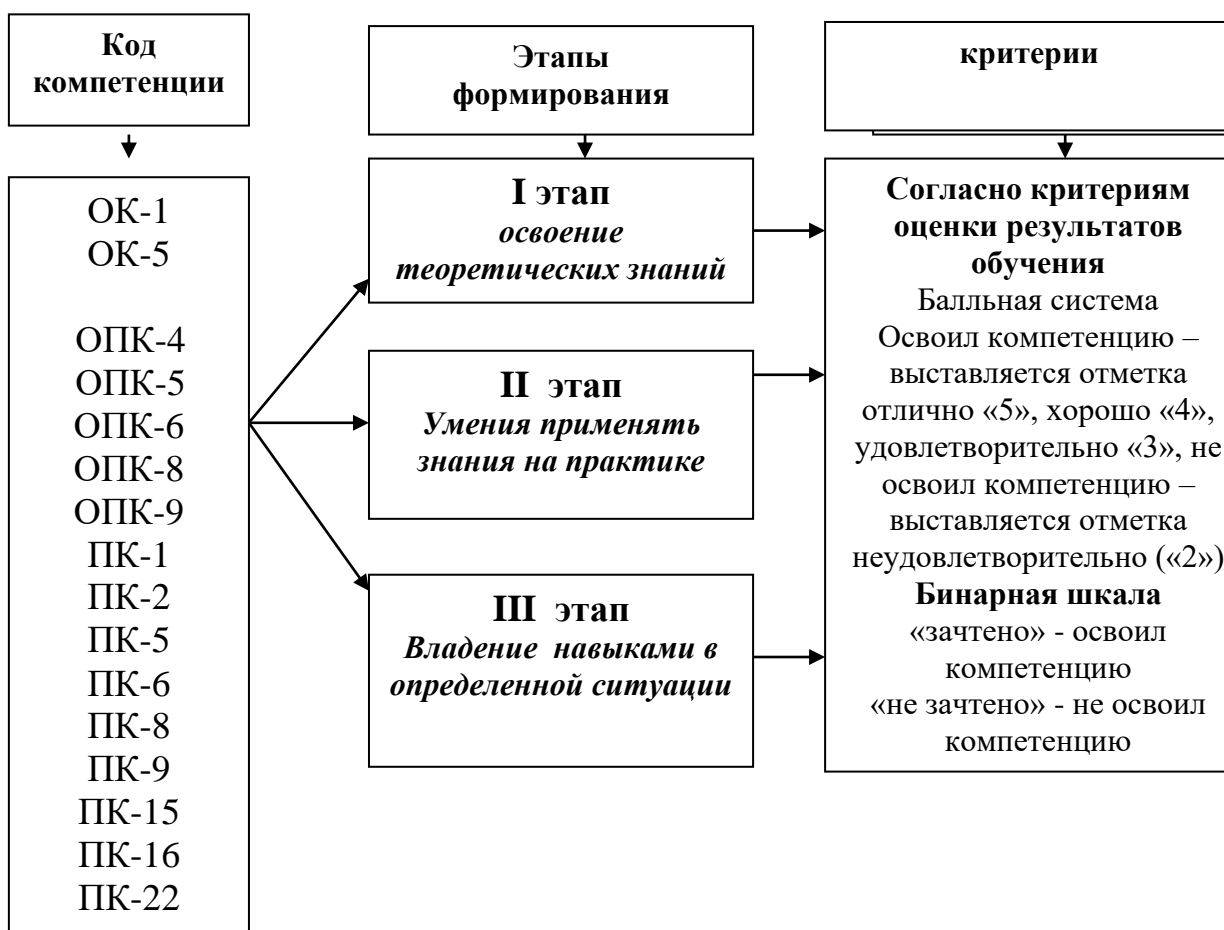 Код
компетенции
Этапы
формирования
критерии
ОК-1
ОК-5
ОПК-4
ОПК-5
ОПК-6
ОПК-8
ОПК-9
ПК-1
ПК-2
ПК-5
ПК-6
ПК-8
ПК-9
ПК-15
ПК-16
ПК-22
I этап
освоение
теоретических знаний
II этап
Умения применять
знания на практике
III этап
Владение навыками в
определенной ситуации
Согласно критериям
оценки результатов
обучения
Балльная система
Освоил компетенцию –
выставляется отметка
отлично «5», хорошо «4»,
удовлетворительно «3», не
освоил компетенцию –
выставляется отметка
неудовлетворительно («2»)
Бинарная шкала
«зачтено» - освоил
компетенцию
«не зачтено» - не освоил
компетенцию